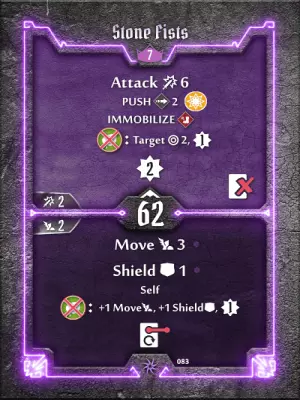 Stone Fists
7
Attack 6
PUSH 2
IMMOBILIZE
: Target 2, 1
2
2
62
2
Move 3
Shield 1
Self
: +1 Move, +1 Shield, 1
083